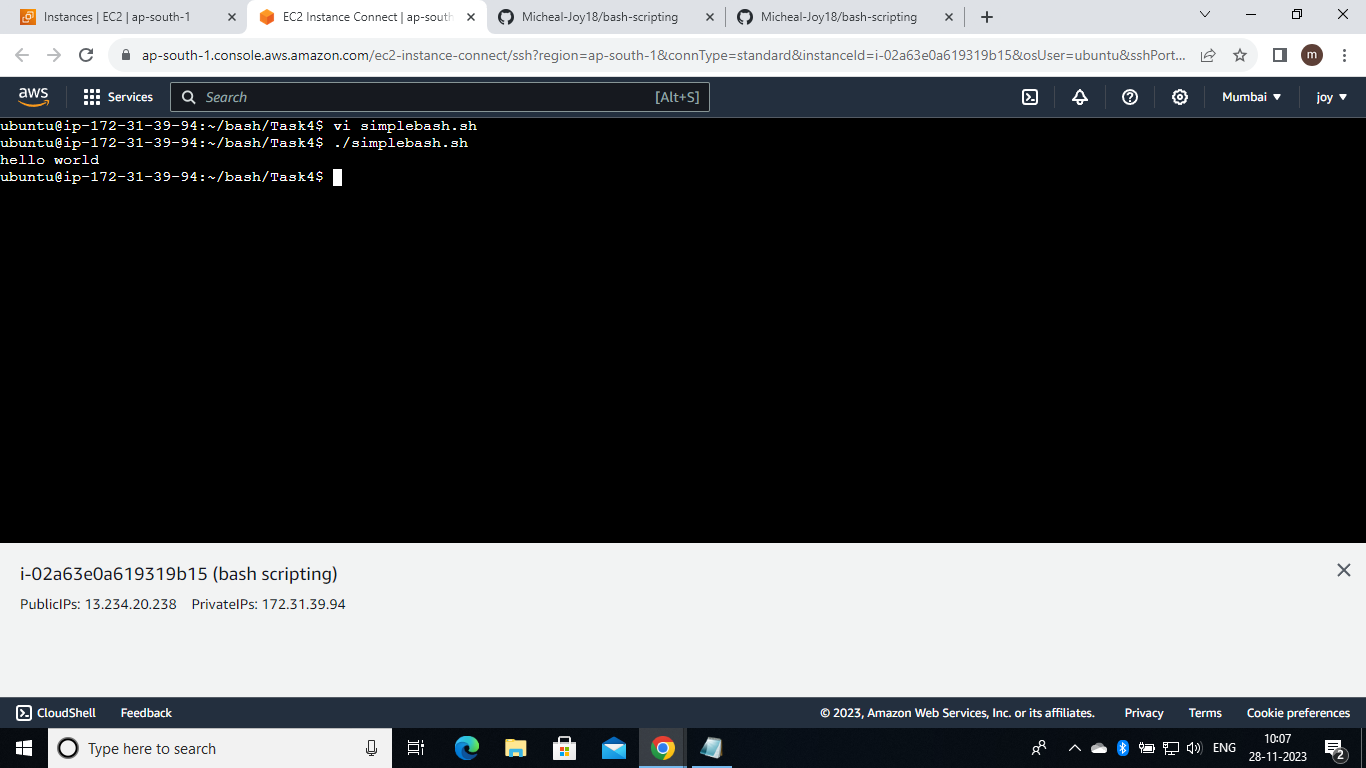 Instances | EC2 | ap-south-1
EC2 Instance Connect | ap-south
Micheal-Joy18/bash-scripting
Micheal-Joy18/bash-scripting
ap-south-1.console.aws.amazon.com/ec2-instance-connect/ssh?region=ap-south-1&connType=standard&instanceId=i-02a63e0a619319b15&osUser=ubuntu&sshPort...
m
aws
Services
Search
[Alt+S]
Mumbai
joy
ubuntu@ip-172-31-39-94:~/bash/Task4$ vi simplebash.sh
ubuntu@ip-172-31-39-94:~/bash/Task4$ ./simplebash.sh
hello world
ubuntu@ip-172-31-39-94:~/bash/Task4$
i-02a63e0a619319b15 (bash scripting)
PublicIPs: 13.234.20.238 PrivateIPs: 172.31.39.94
CloudShell
Feedback
© 2023, Amazon Web Services, Inc. or its affiliates.
Privacy
Terms
Cookie preferences
Type here to search
ENG
10:07
28-11-2023
2